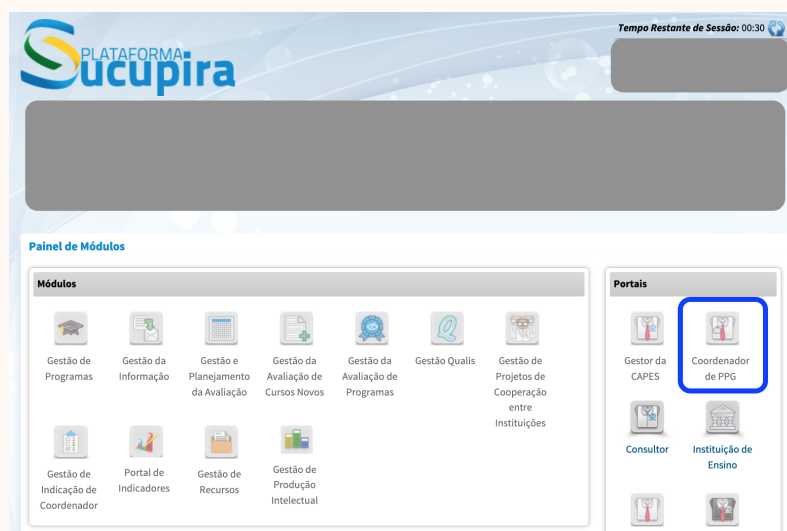 PLATAFORMA
Sucupira
Tempo Restante de Sessão: 00:30
Painel de Módulos
Módulos
Gestão de
Programas
Gestão da
Informação
Gestão e
Planejamento
da Avaliação
Gestão da
Avaliação de
Cursos Novos
Gestão da
Avaliação de
Programas
Gestão Qualis
Gestão de
Projetos de
Cooperação
entre
Instituições
Gestão de
Indicação de
Coordenador
Portal de
Indicadores
Gestão de
Recursos
Gestão de
Produção
Intelectual
Portais
Gestor da
CAPES
Coordenador
de PPG
Consultor
Instituição de
Ensino